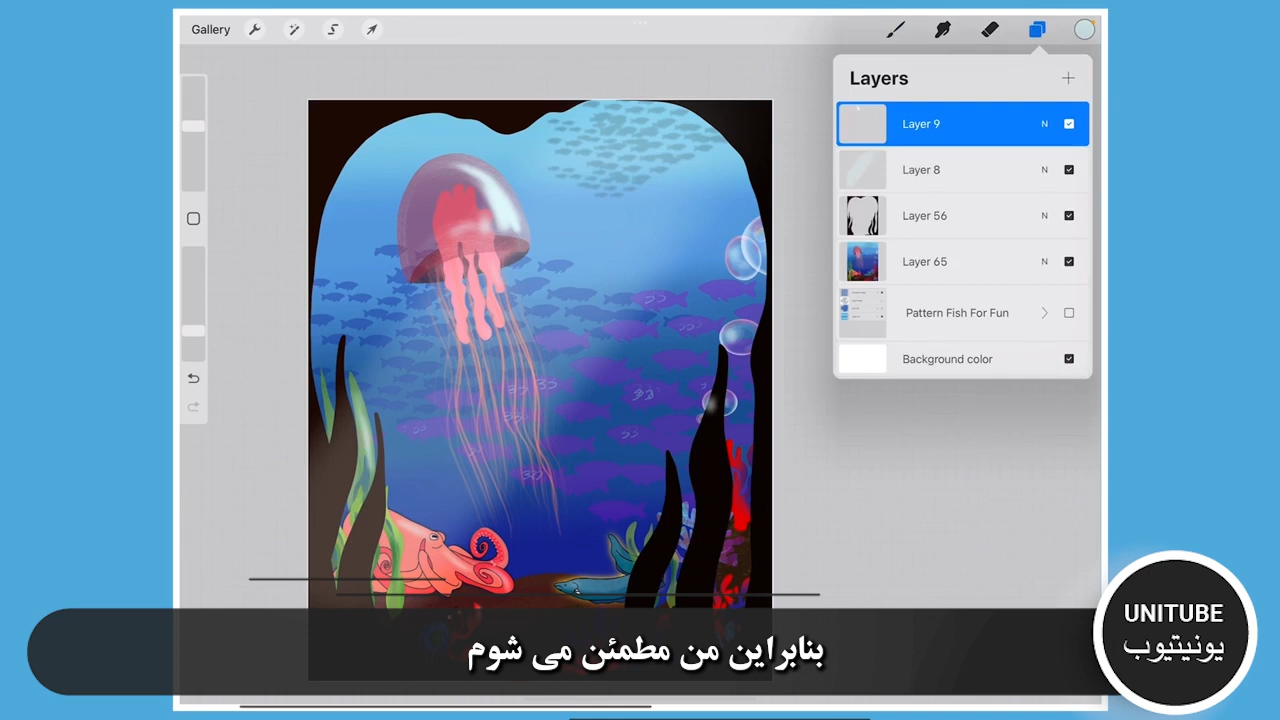 Gallery
Layers
Layer 9 N
Layer 8 N
Layer 56 N
Layer 65 N
Pattern Fish For Fun
Background color
بنابراین من مطمئن می شوم
UNITUBE
یونیتیوب